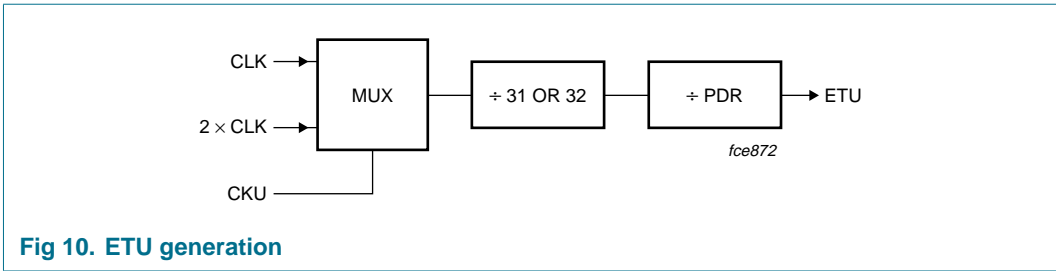 CLK
MUX
÷ 31 OR 32
÷ PDR
ETU
2 × CLK
fce872
CKU
Fig 10. ETU generation